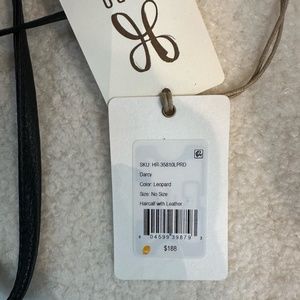 SKU: HR-35810LPRD
Darcy
Color: Leopard
Size: No Size
Haircalf with Leather
$188